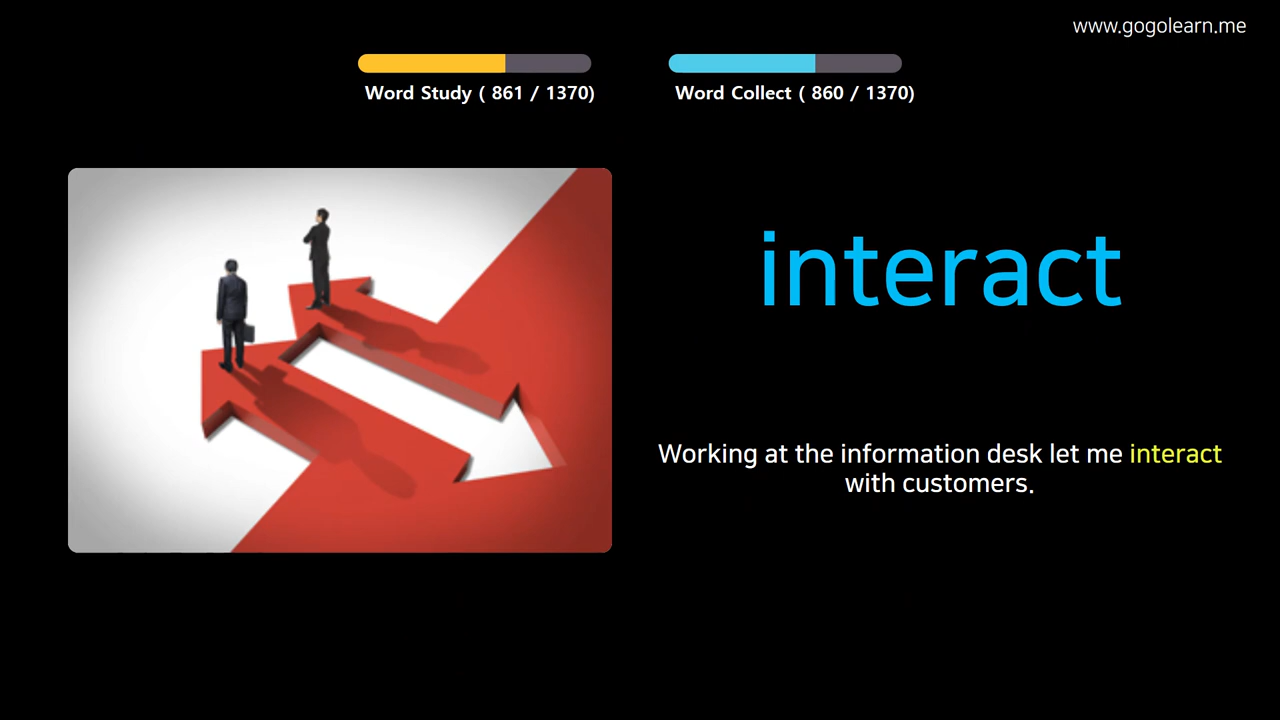 www.gogolearn.me
Word Study ( 861 / 1370)
Word Collect ( 860 / 1370)
interact
Working at the information desk let me interact
with customers.